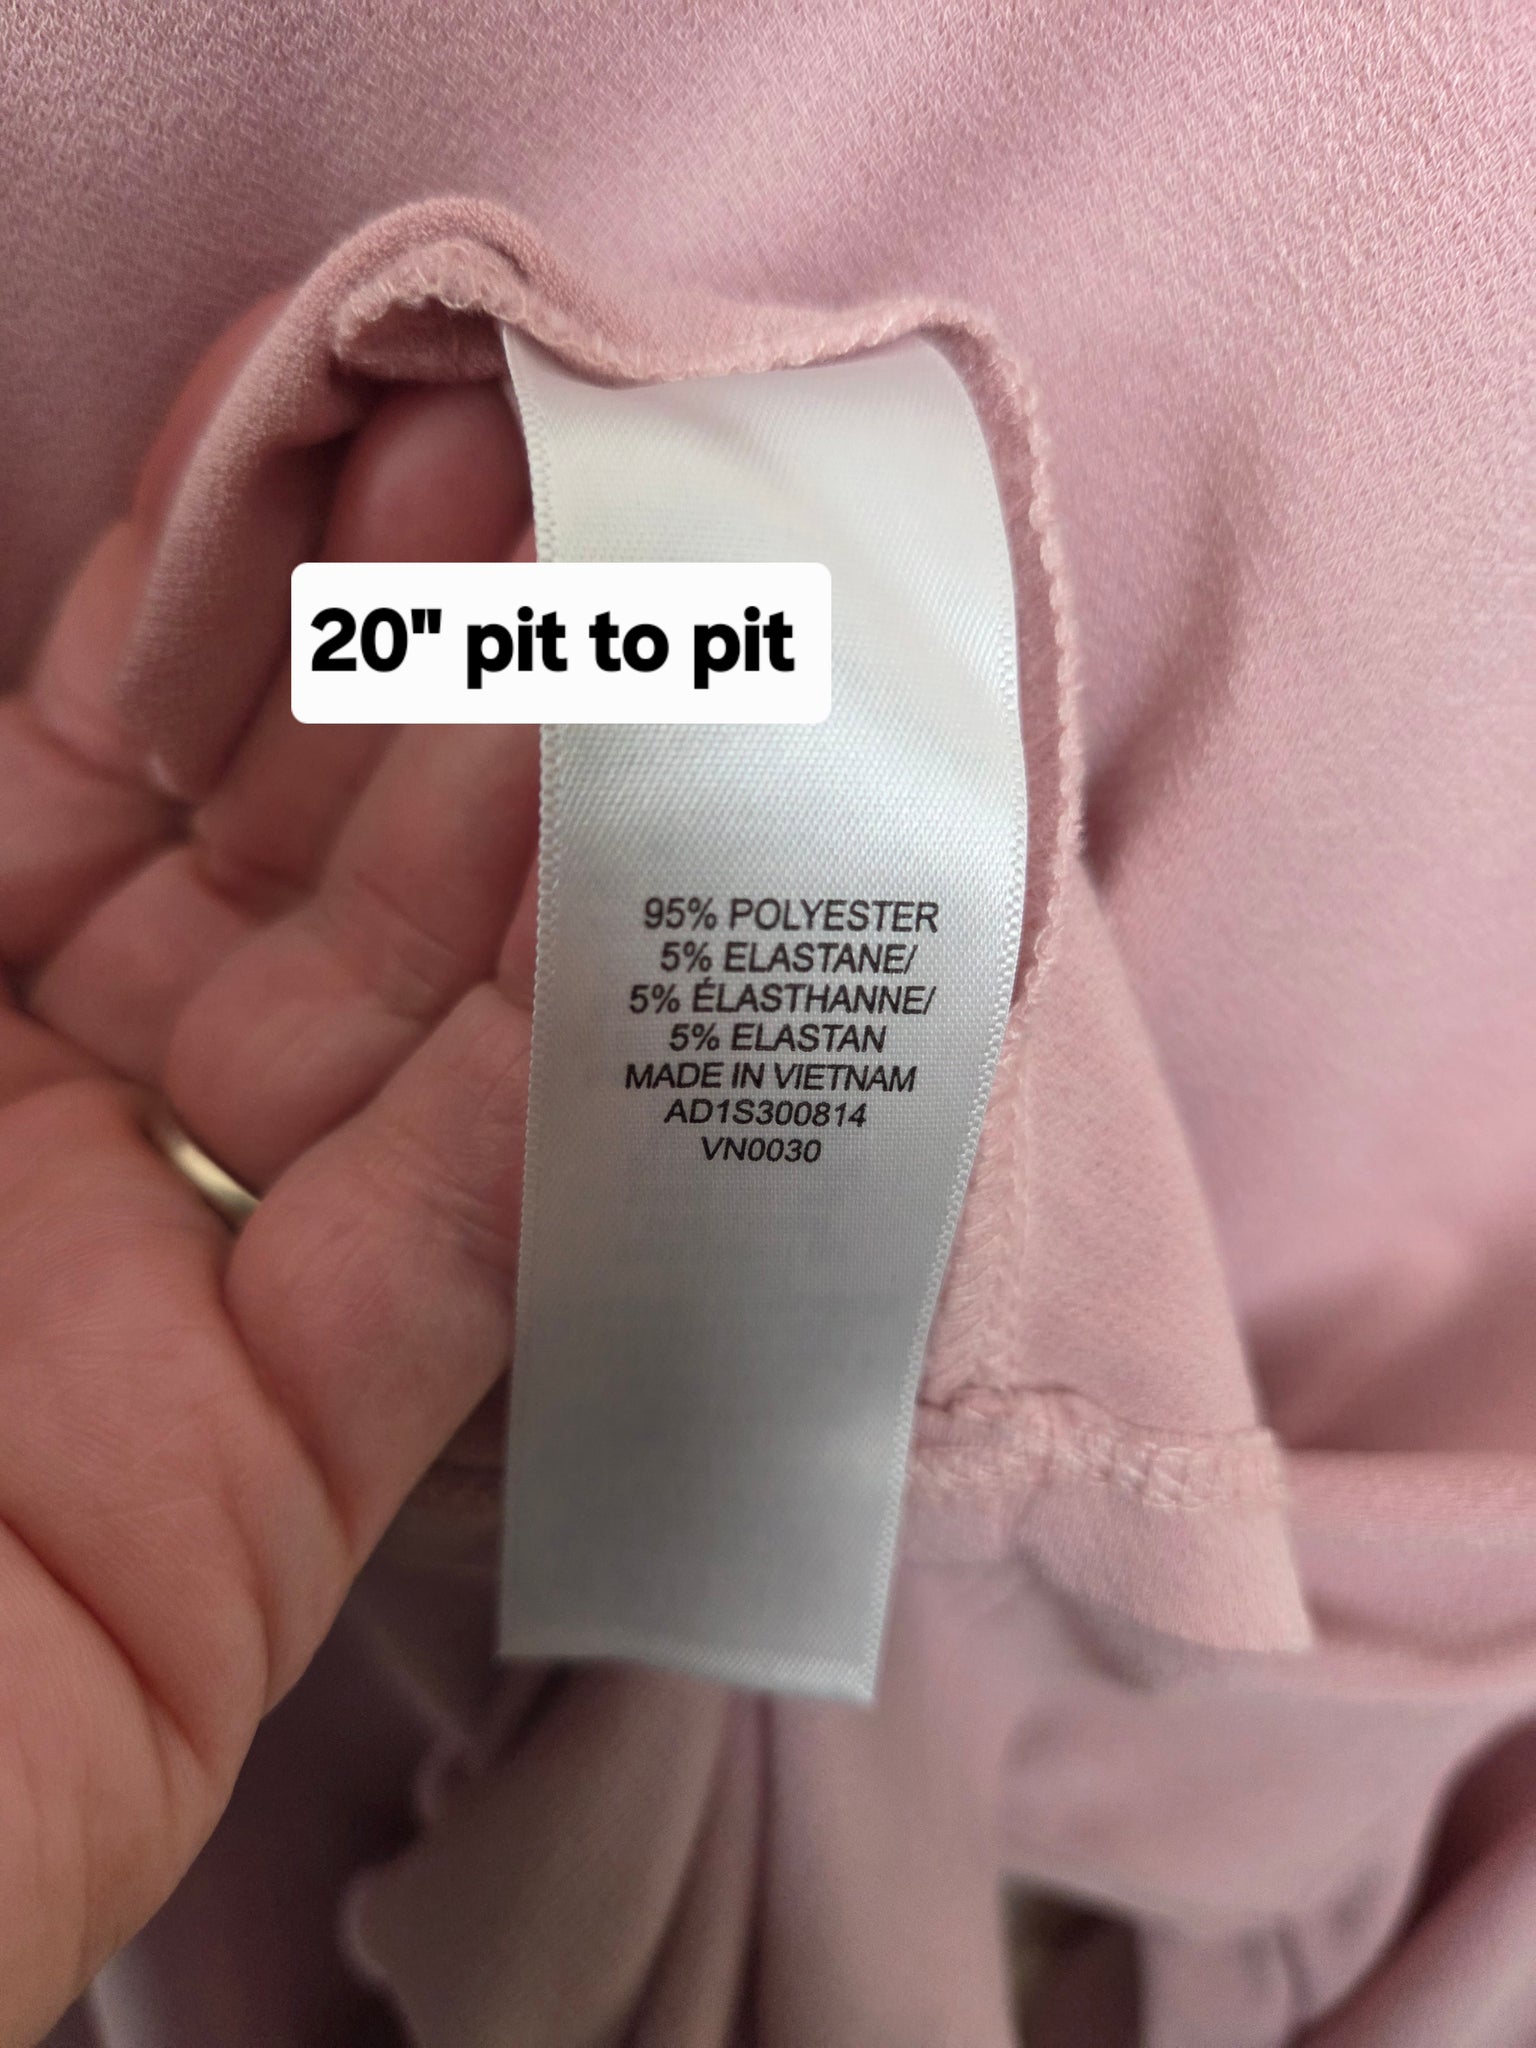 20" pit to pit
95% POLYESTER
5% ELASTANE/
5% ÉLASTHANNE/
5% ELASTAN
MADE IN VIETNAM
AD1S300814
VN0030